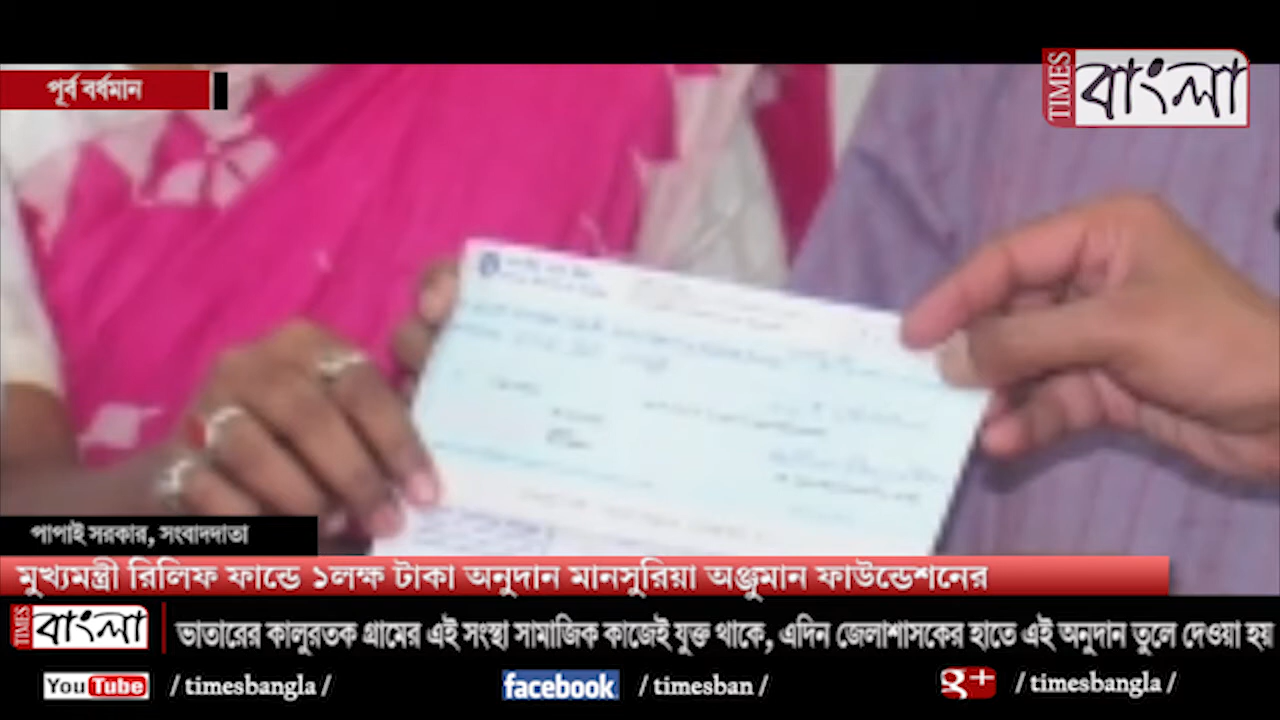 পূর্ব বর্ধমান
TIMES বাংলা
পাপাই সরকার, সংবাদদাতা
মুখ্যমন্ত্রী রিলিফ ফান্ডে ১লক্ষ টাকা অনুদান মানসুরিয়া অঞ্জুমান ফাউন্ডেশনের
TIMES বাংলা
ভাতারের কালুরতক গ্রামের এই সংস্থা সামাজিক কাজেই যুক্ত থাকে, এদিন জেলাশাসকের হাতে এই অনুদান তুলে দেওয়া হয়
YouTube / timesbangla / facebook / timesban / g+ / timesbangla /